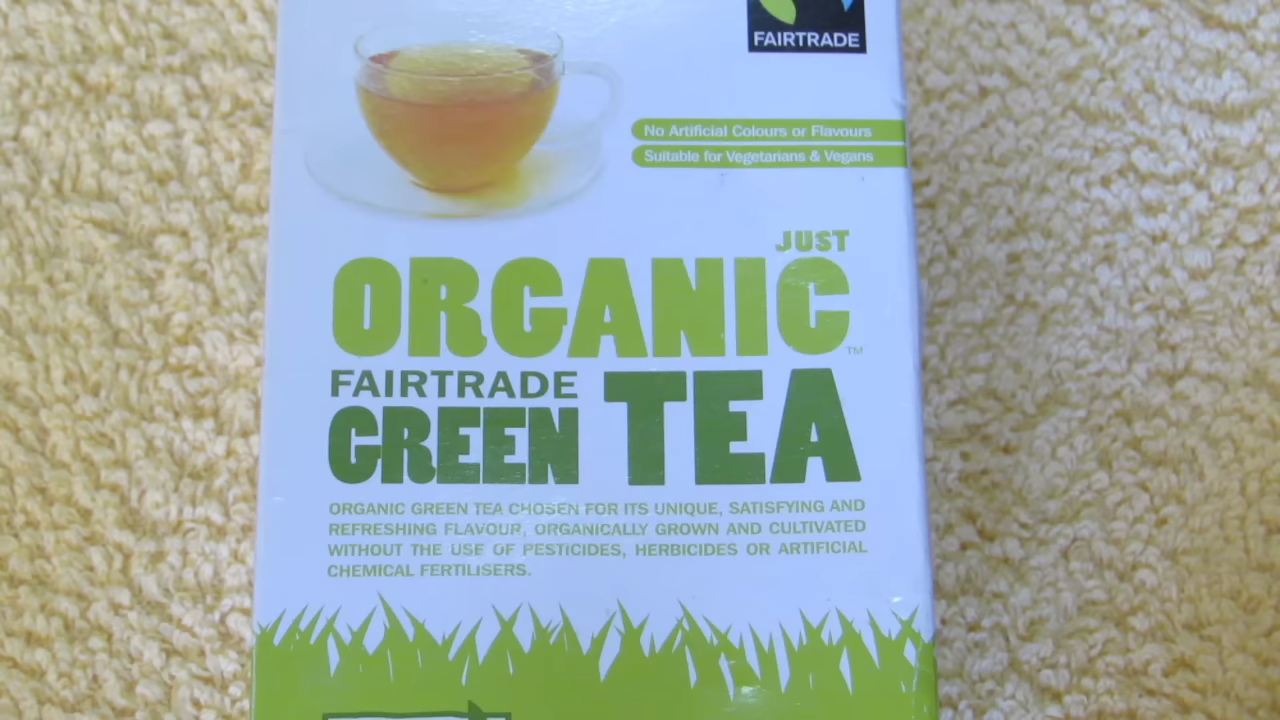 FAIRTRADE
No Artificial Colours or Flavours
Suitable for Vegetarians & Vegans
JUST
ORGANIC™
FAIRTRADE
GREEN TEA
ORGANIC GREEN TEA CHOSEN FOR ITS UNIQUE, SATISFYING AND
REFRESHING FLAVOUR, ORGANICALLY GROWN AND CULTIVATED
WITHOUT THE USE OF PESTICIDES, HERBICIDES OR ARTIFICIAL
CHEMICAL FERTILISERS.